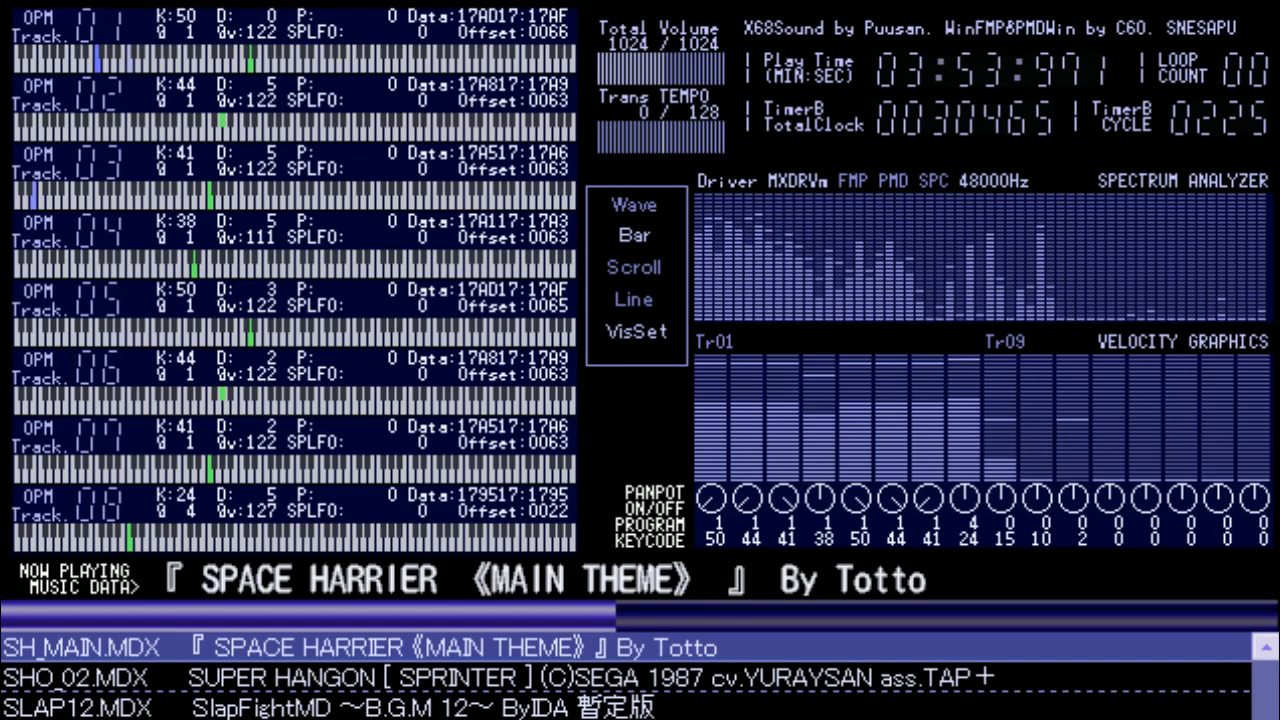 OPM K:50 D: 0 P: 0 Data:17AD17:17AF
Track. 01 @ 1 @v:122 SPLFO: 0 Offset:0066
OPM K:44 D: 5 P: 0 Data:17A817:17A9
Track. 02 @ 1 @v:122 SPLFO: 0 Offset:0063
OPM K:41 D: 5 P: 0 Data:17A517:17A6
Track. 03 @ 1 @v:122 SPLFO: 0 Offset:0063
OPM K:38 D: 5 P: 0 Data:17A117:17A3
Track. 04 @ 1 @v:111 SPLFO: 0 Offset:0063
OPM K:50 D: 3 P: 0 Data:17AD17:17AF
Track. 05 @ 1 @v:122 SPLFO: 0 Offset:0065
OPM K:44 D: 2 P: 0 Data:17A817:17A9
Track. 06 @ 1 @v:122 SPLFO: 0 Offset:0063
OPM K:41 D: 2 P: 0 Data:17A517:17A6
Track. 07 @ 1 @v:122 SPLFO: 0 Offset:0063
OPM K:24 D: 5 P: 0 Data:179517:1795
Track. 08 @ 4 @v:127 SPLFO: 0 Offset:0022
Total Volume
1024 / 1024
Trans TEMPO
0 / 128
X68Sound by Puusan. WinFMP&PMDWin by C60. SNESAPU
Play Time (MIN:SEC) 03:53:971 LOOP COUNT 00
TimerB TotalClock 0030465 TimerB CYCLE 0225
Wave
Bar
Scroll
Line
VisSet
Driver MXDRVm FMP PMD SPC 48000Hz SPECTRUM ANALYZER
Tr01 Tr09 VELOCITY GRAPHICS
PANPOT
ON/OFF
PROGRAM 1 1 1 1 1 1 1 4 0 0 0 0 0 0 0 0
KEYCODE 50 44 41 38 50 44 41 24 15 10 2 0 0 0 0 0
NOW PLAYING
MUSIC DATA> 『 SPACE HARRIER 《MAIN THEME》 』 By Totto
SH_MAIN.MDX 『 SPACE HARRIER 《MAIN THEME》 』 By Totto
SHO_02.MDX SUPER HANGON [ SPRINTER ] (C)SEGA 1987 cv.YURAYSAN ass.TAP＋
SLAP12.MDX SlapFightMD ～B.G.M 12～ ByIDA 暫定版